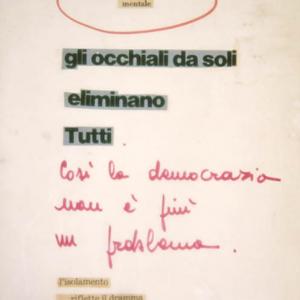 mentale
gli occhiali da soli
eliminano
Tutti
Così la democrazia
non è più
un problema.
l'isolamento
riflette il dramma